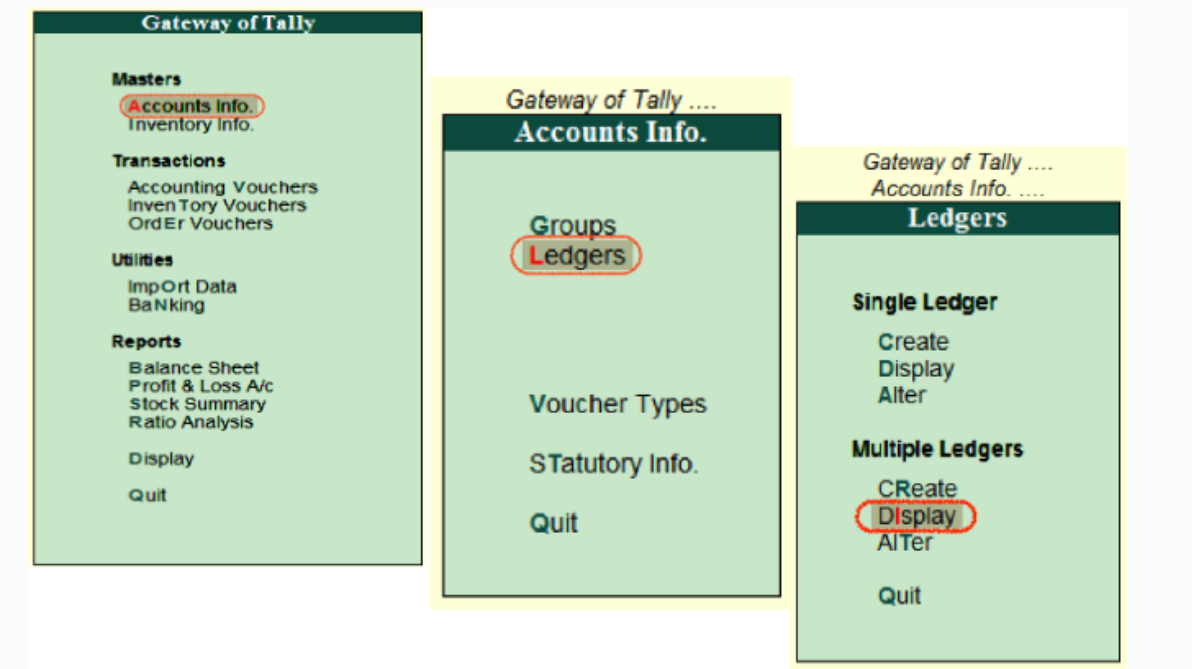 Gateway of Tally
Masters
Accounts Info.
Inventory Info.
Transactions
Accounting Vouchers
InvenTory Vouchers
OrdEr Vouchers
Utilities
ImpOrt Data
BaNking
Reports
Balance Sheet
Profit & Loss A/c
Stock Summary
Ratio Analysis
Display
Quit
Gateway of Tally ....
Accounts Info.
Groups
Ledgers
Voucher Types
STatutory Info.
Quit
Gateway of Tally ....
Accounts Info. ....
Ledgers
Single Ledger
Create
Display
Alter
Multiple Ledgers
CReate
DIsplay
AlTer
Quit